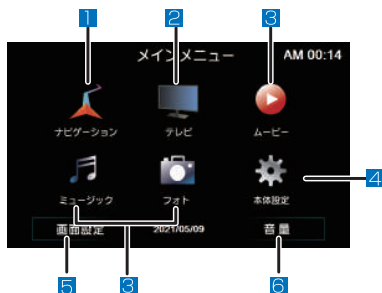 1 2 3
メインメニュー AM 00:14
ナビゲーション テレビ ムービー
4
ミュージック フォト 本体設定
画面設定 2021/05/09 音量
5 3 6